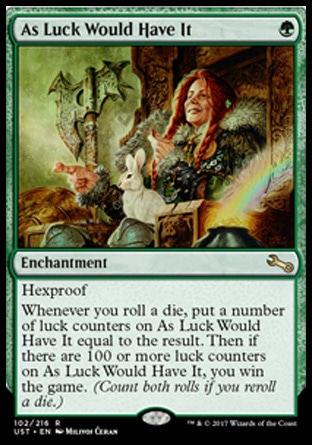 As Luck Would Have It
Enchantment
Hexproof
Whenever you roll a die, put a number
of luck counters on As Luck Would
Have It equal to the result. Then if
there are 100 or more luck counters
on As Luck Would Have It, you win
the game. (Count both rolls if you reroll
a die.)
102/216 R
UST • EN Milivoj Ćeran
™ & © 2017 Wizards of the Coast